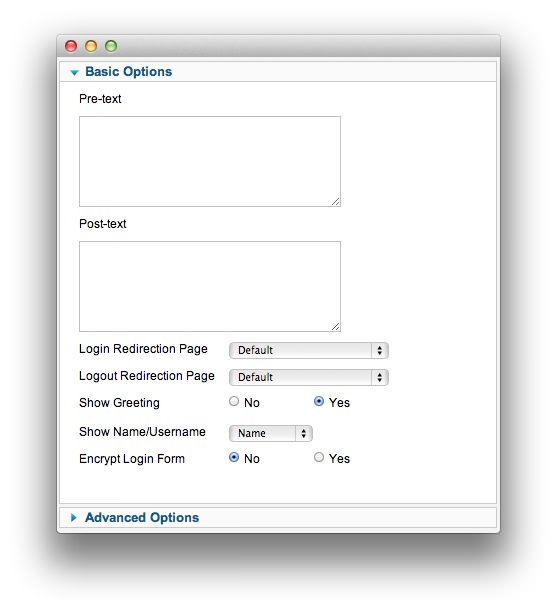 Basic Options
Pre-text
Post-text
Login Redirection Page Default
Logout Redirection Page Default
Show Greeting No Yes
Show Name/Username Name
Encrypt Login Form No Yes
Advanced Options